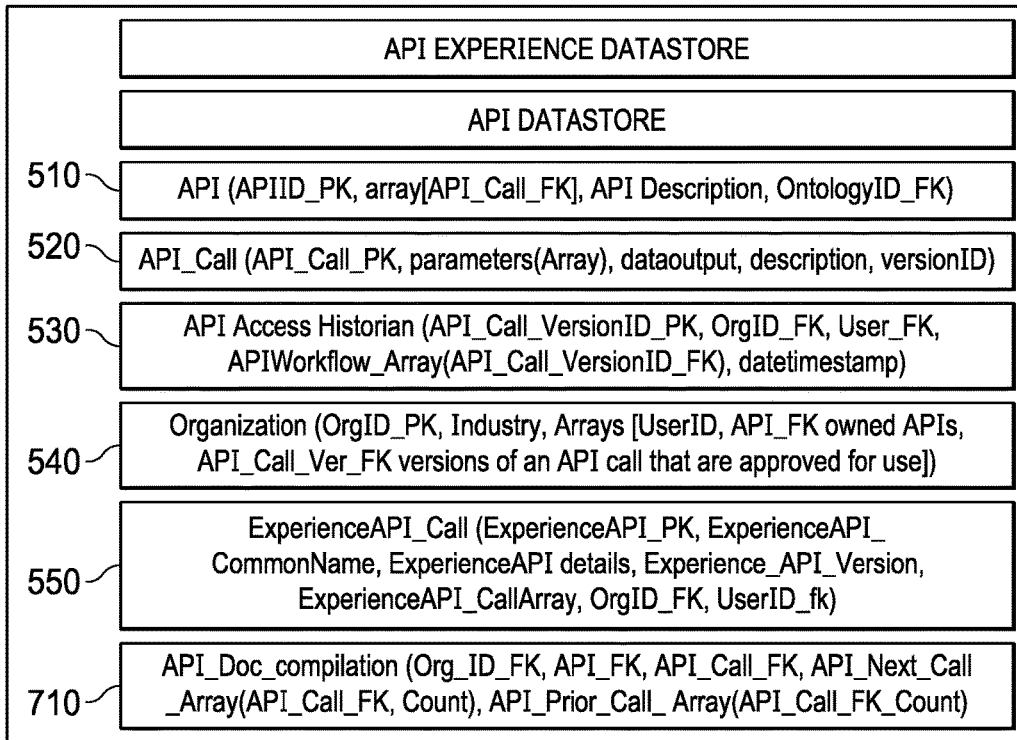 API EXPERIENCE DATASTORE
API DATASTORE
510
API (APIID_PK, array[API_Call_FK], API Description, OntologyID_FK)
520
API_Call (API_Call_PK, parameters(Array), dataoutput, description, versionID)
530
API Access Historian (API_Call_VersionID_PK, OrgID_FK, User_FK,
APIWorkflow_Array(API_Call_VersionID_FK), datetimestamp)
540
Organization (OrgID_PK, Industry, Arrays [UserID, API_FK owned APIs,
API_Call_Ver_FK versions of an API call that are approved for use])
550
ExperienceAPI_Call (ExperienceAPI_PK, ExperienceAPI_
CommonName, ExperienceAPI details, Experience_API_Version,
ExperienceAPI_CallArray, OrgID_FK, UserID_fk)
710
API_Doc_compilation (Org_ID_FK, API_FK, API_Call_FK, API_Next_Call
_Array(API_Call_FK, Count), API_Prior_Call_ Array(API_Call_FK_Count)